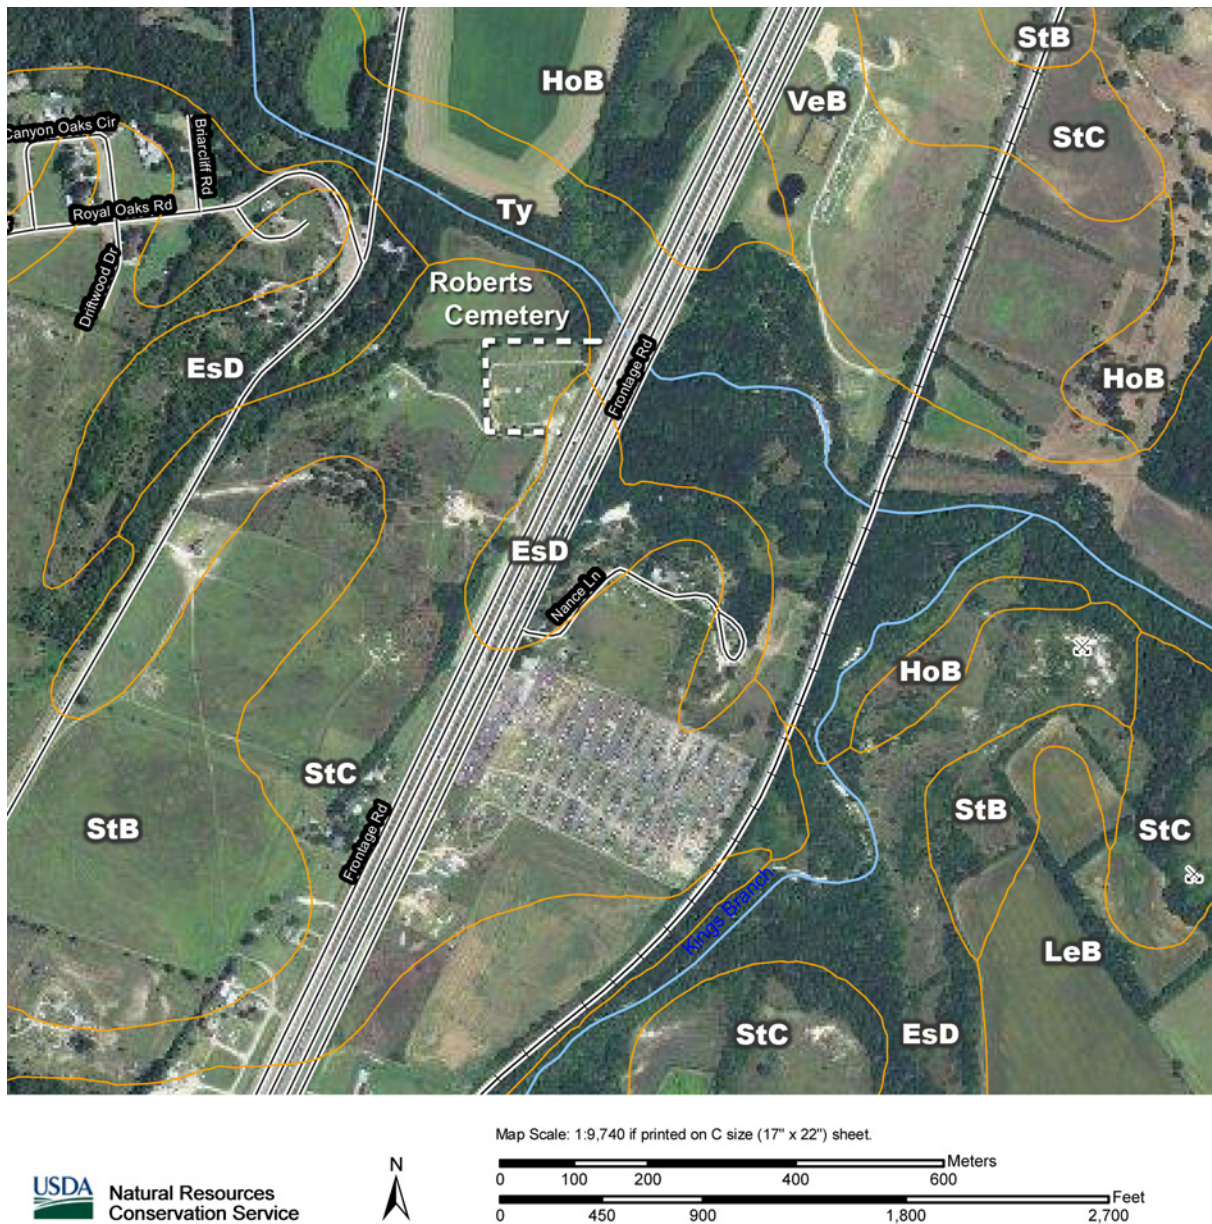 StB
HoB
VeB
StC
Canyon Oaks Cir
Briarcliff Rd
Royal Oaks Rd
Ty
Driftwood Dr
Roberts
Cemetery
EsD
Frontage Rd
HoB
EsD
Nance Ln
HoB
StC
StB
StB
StC
Frontage Rd
Kings Branch
LeB
StC
EsD
Map Scale: 1:9,740 if printed on C size (17" x 22") sheet.
N
Meters
0 100 200 400 600
Feet
0 450 900 1,800 2,700
USDA
Natural Resources
Conservation Service